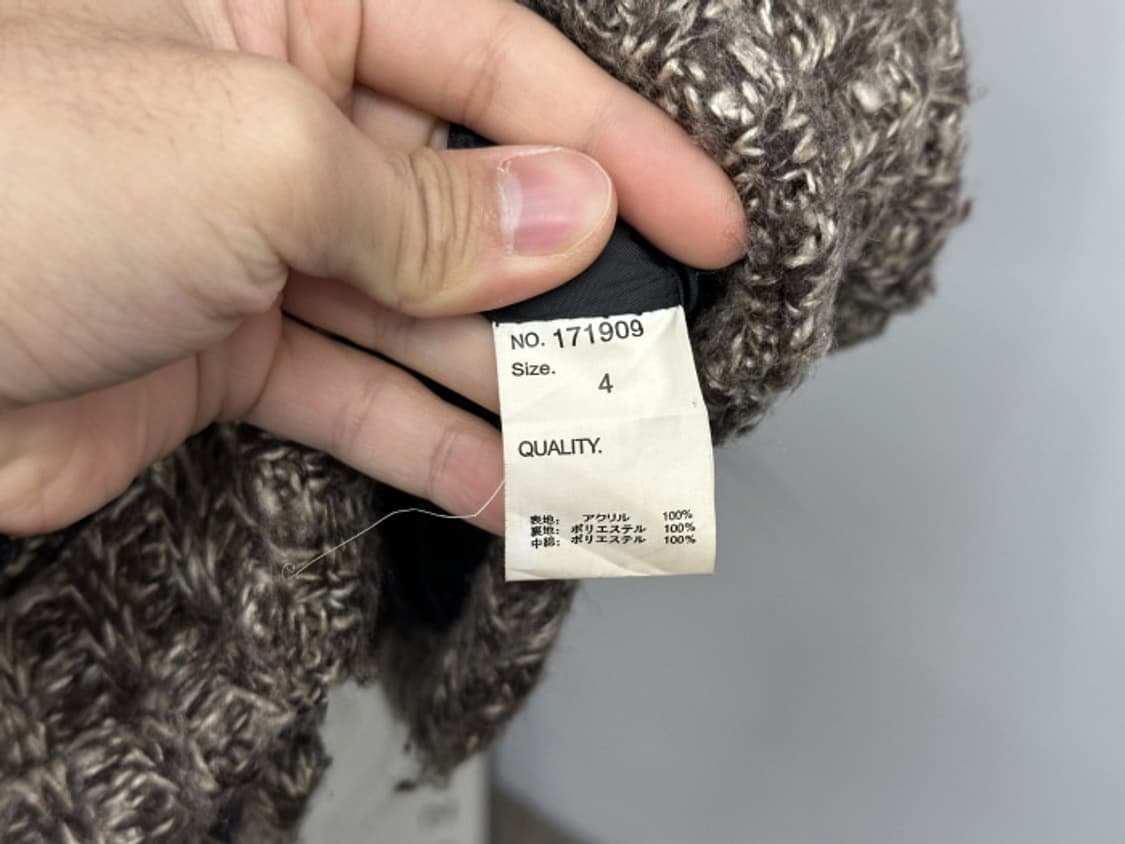 NO. 171909
Size.
4
QUALITY.
表地: アクリル 100%
裏地: ポリエステル 100%
中綿: ポリエステル 100%